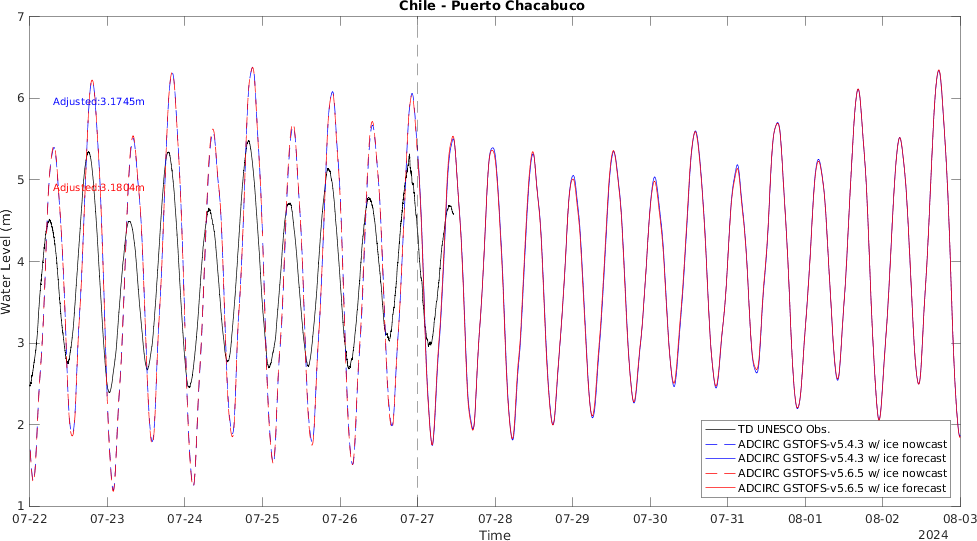 Chile - Puerto Chacabuco
7
6
5
4
3
2
1
Water Level (m)
Adjusted:3.1745m
Adjusted:3.1804m
TD UNESCO Obs.
ADCIRC GSTOFS-v5.4.3 w/ ice nowcast
ADCIRC GSTOFS-v5.4.3 w/ ice forecast
ADCIRC GSTOFS-v5.6.5 w/ ice nowcast
ADCIRC GSTOFS-v5.6.5 w/ ice forecast
07-22 07-23 07-24 07-25 07-26 07-27 07-28 07-29 07-30 07-31 08-01 08-02 08-03
Time
2024